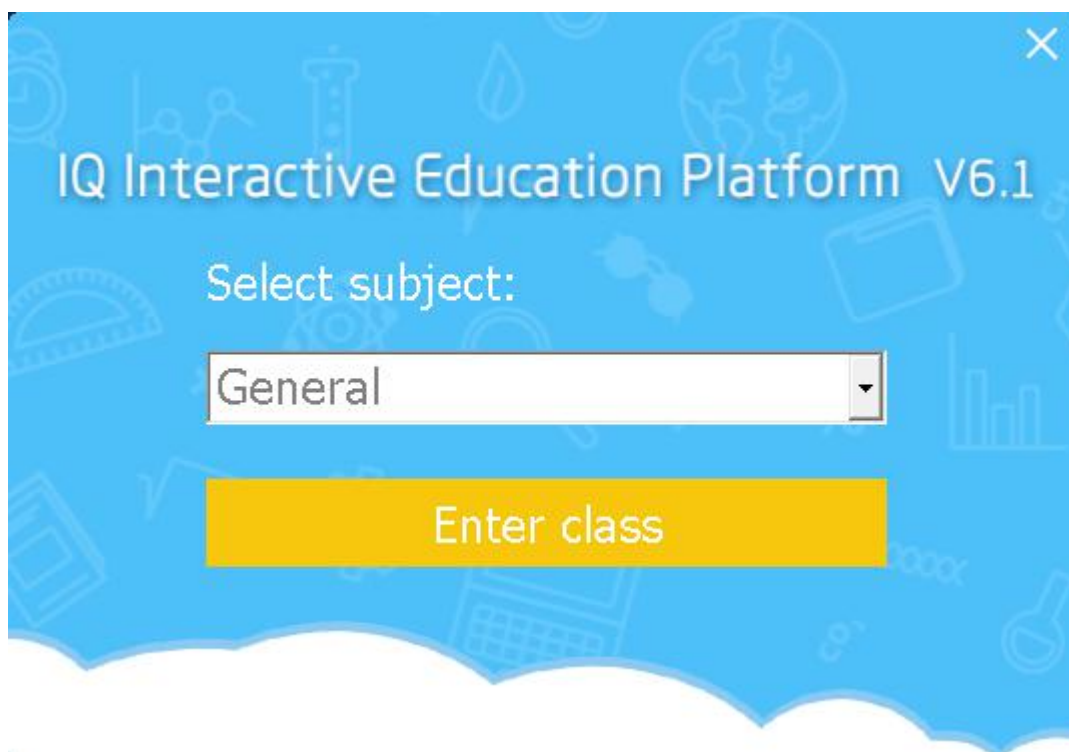 IQ Interactive Education Platform V6.1
Select subject:
General
Enter class